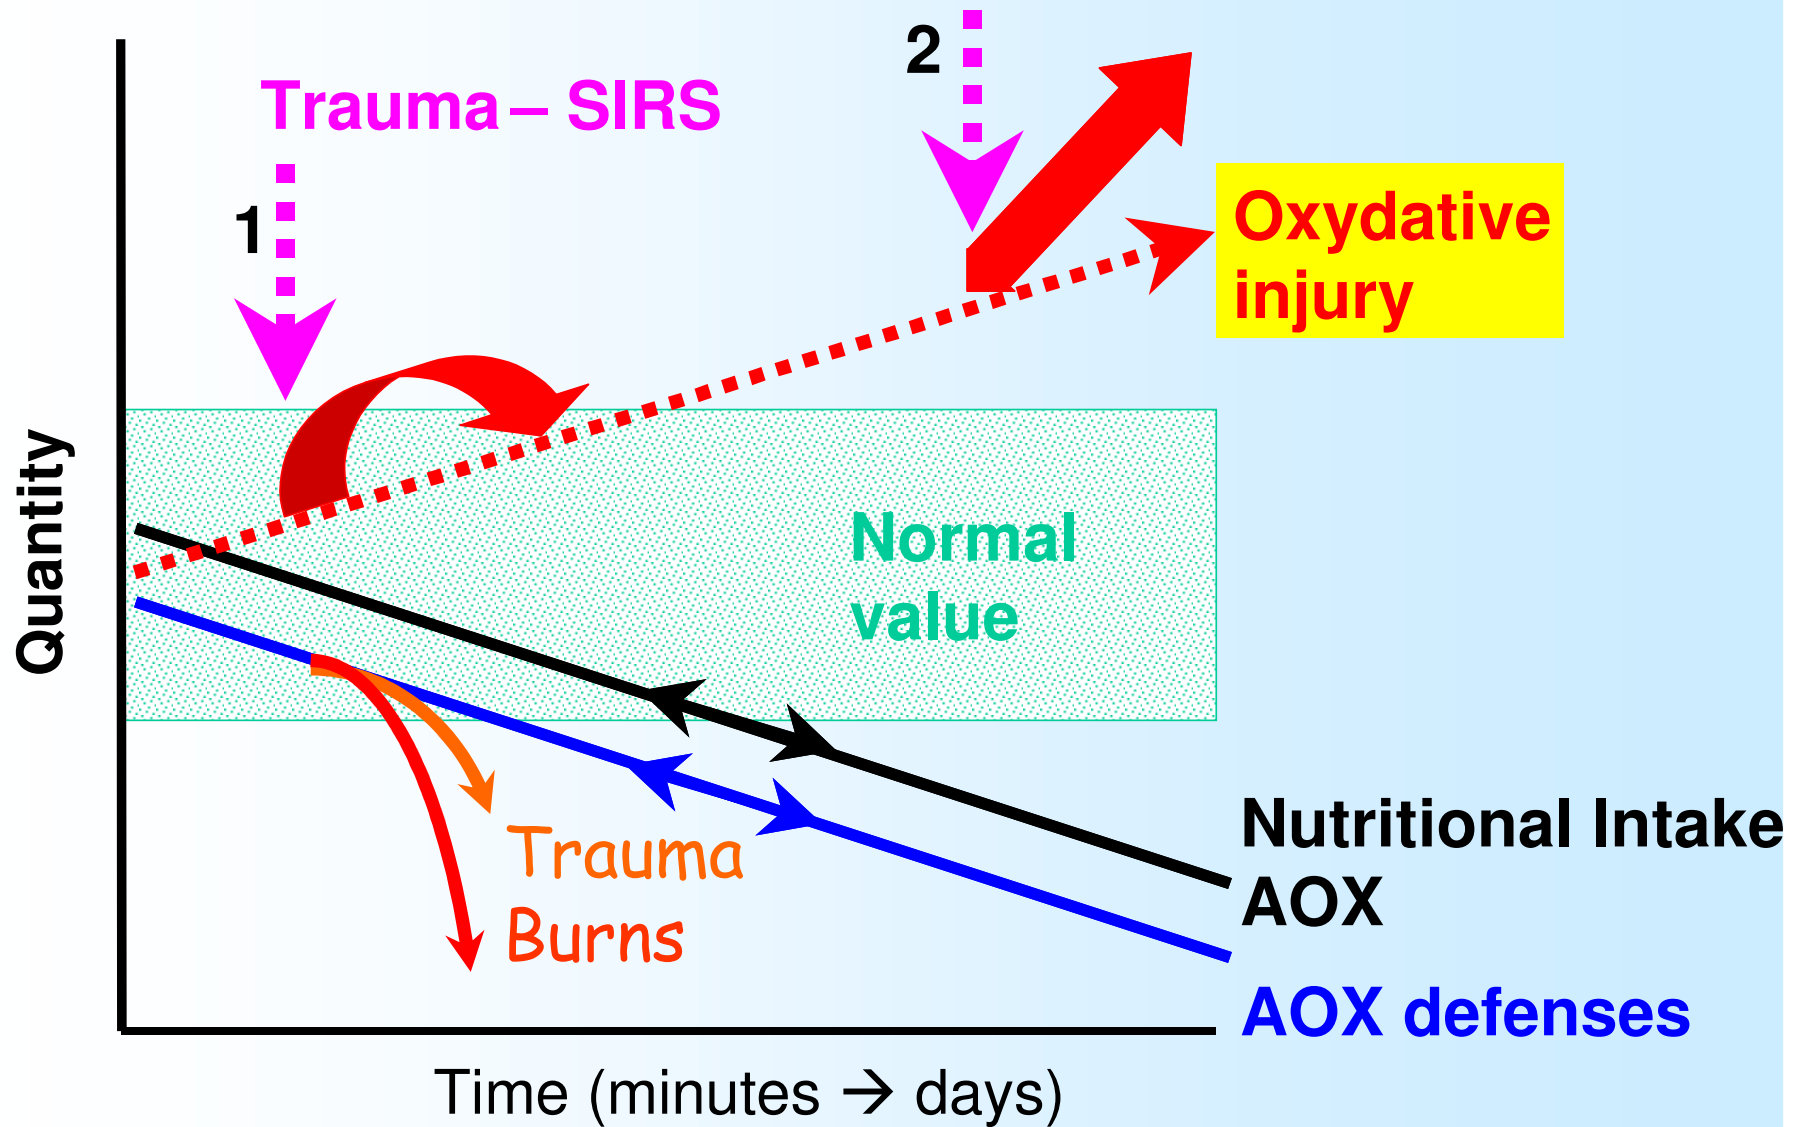 2
Trauma – SIRS
1
Oxydative
injury
Quantity
Normal
value
Nutritional Intake
AOX
Trauma
Burns
AOX defenses
Time (minutes → days)